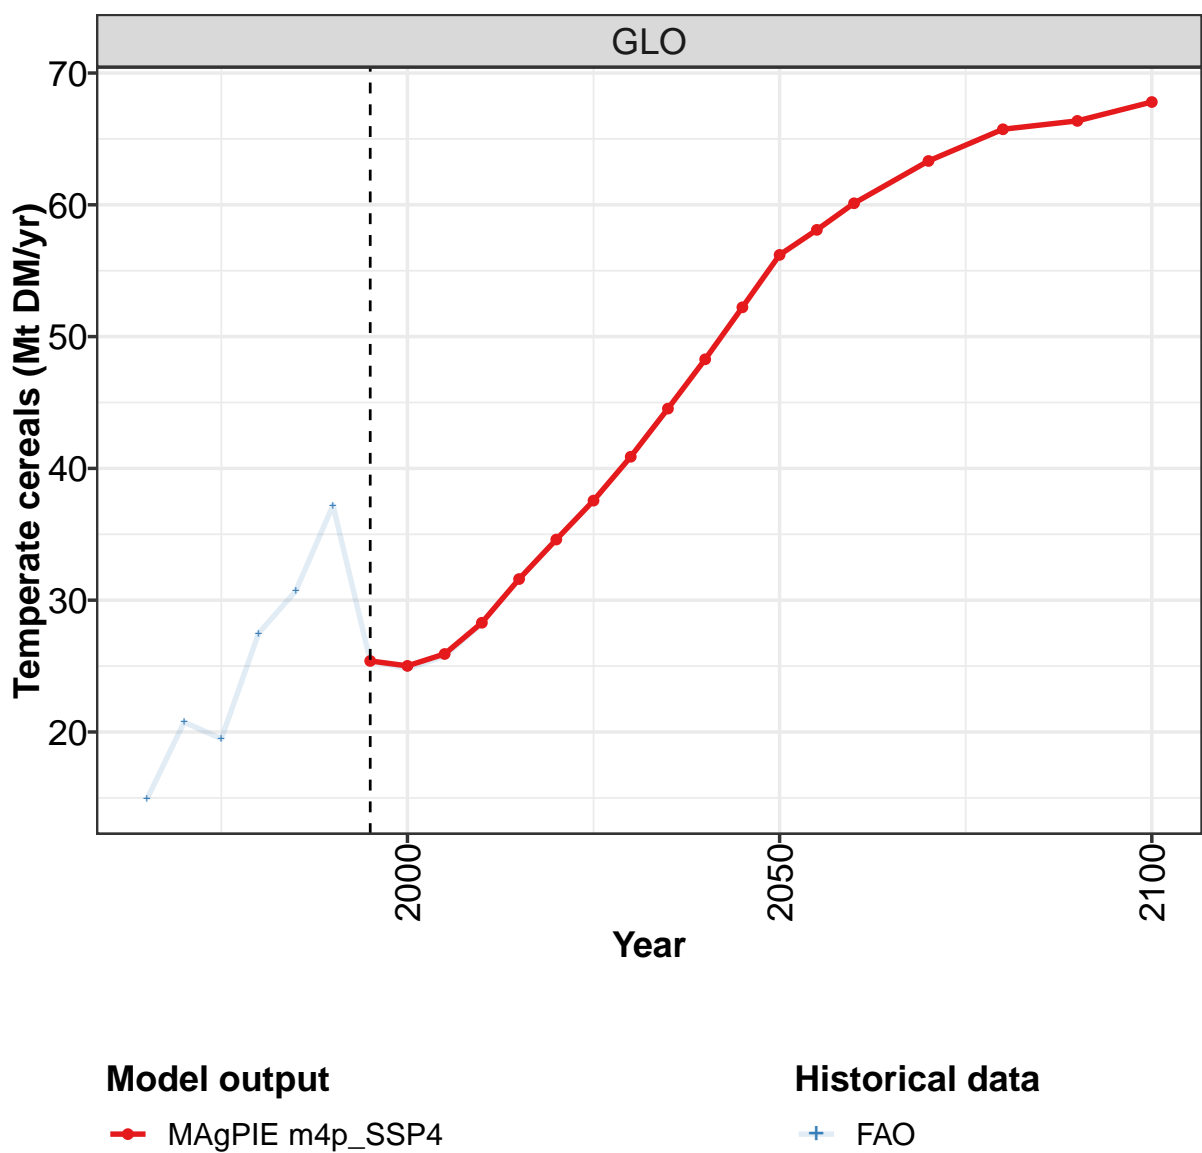 GLO
Temperate cereals (Mt DM/yr)
70
60
50
40
30
20
2000
2050
2100
Year
Model output
MAgPIE m4p_SSP4
Historical data
FAO